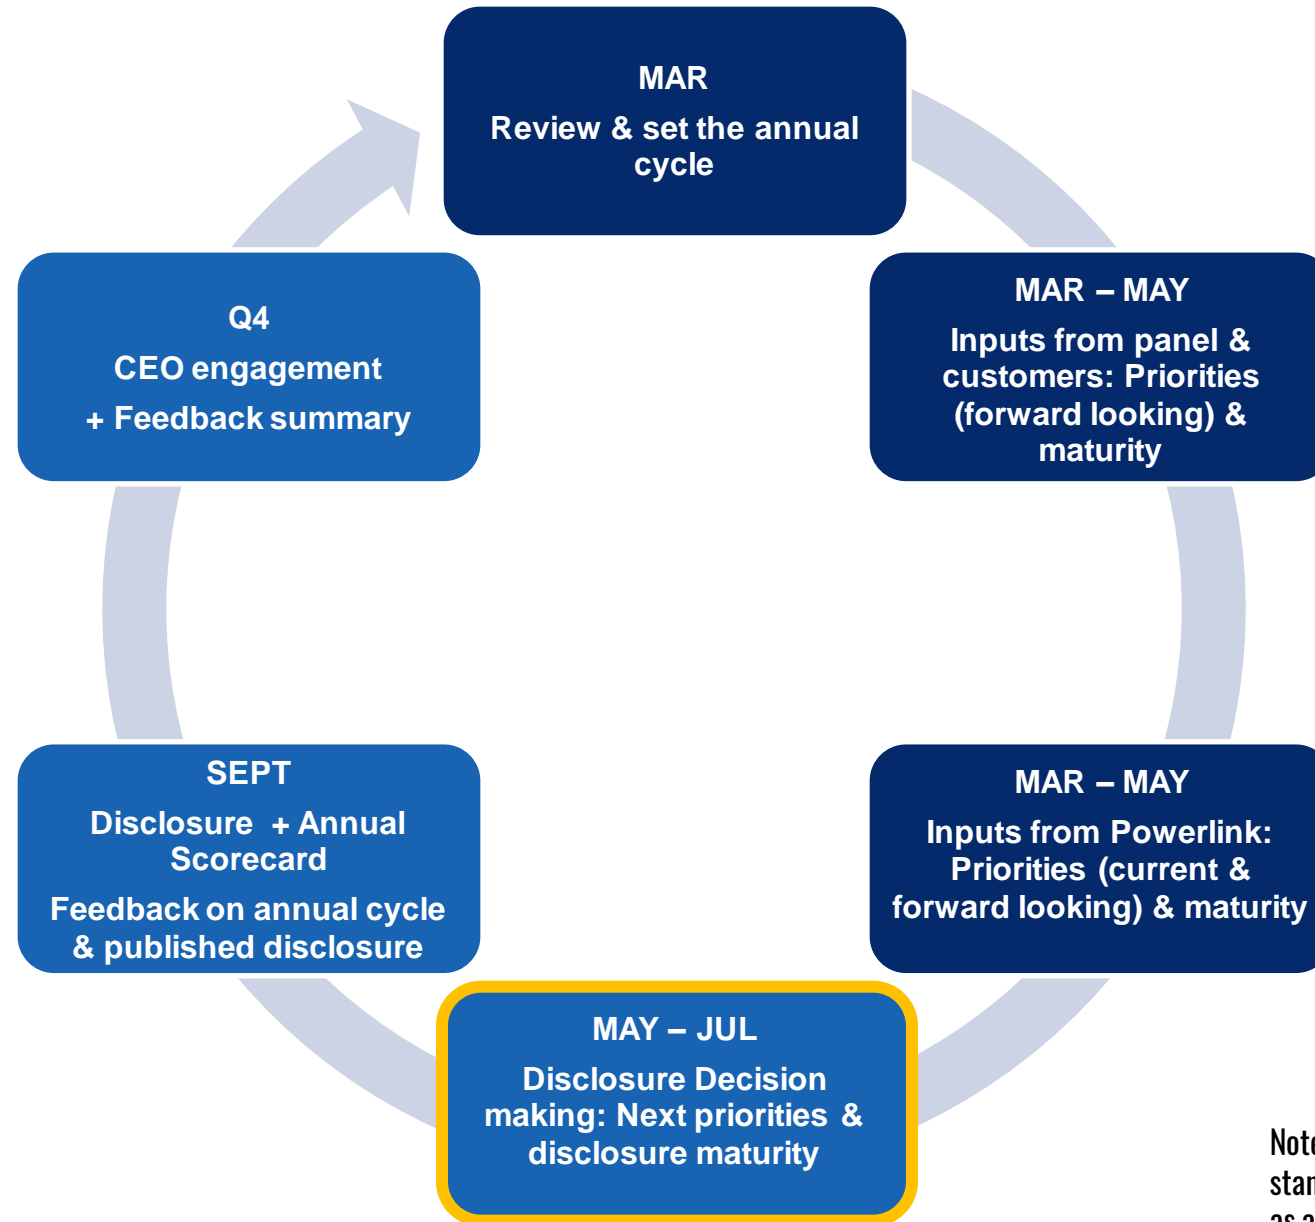 MAR
Review & set the annual
cycle
MAR – MAY
Inputs from panel &
customers: Priorities
(forward looking) &
maturity
MAR – MAY
Inputs from Powerlink:
Priorities (current &
forward looking) & maturity
MAY – JUL
Disclosure Decision
making: Next priorities &
disclosure maturity
SEPT
Disclosure + Annual
Scorecard
Feedback on annual cycle
& published disclosure
Q4
CEO engagement
+ Feedback summary
Note
as a